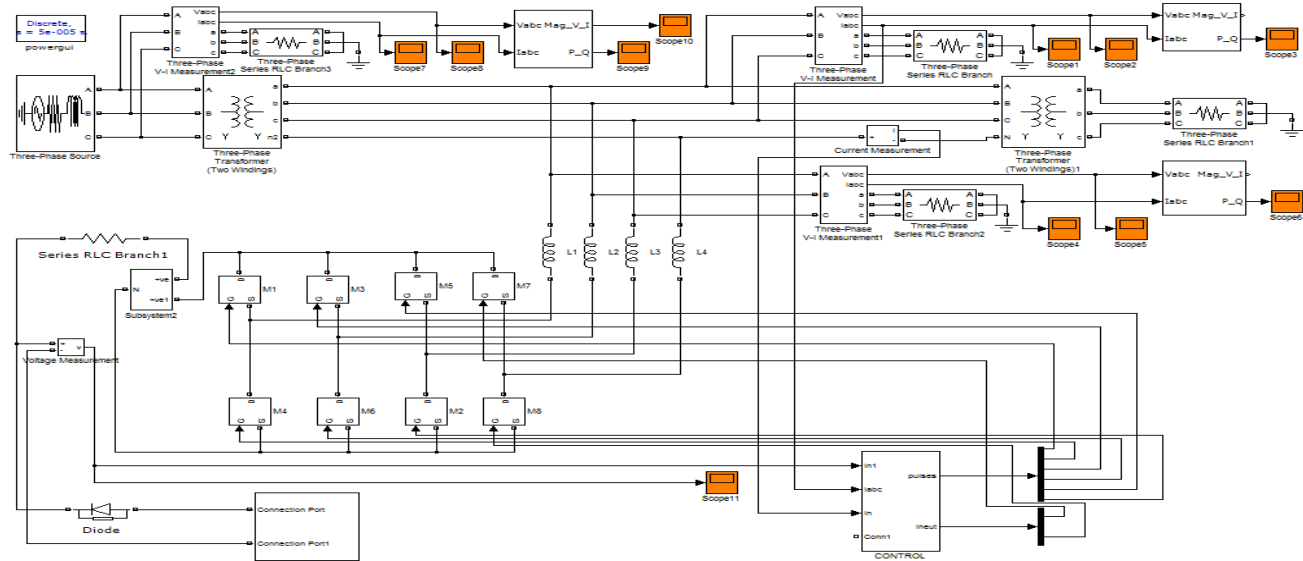 Discrete,
s = 5e-005 s.
powergui
A
B
C
Vabc
Iabc
a
b
c
Three-Phase
V-I Measurement2
A
B
C
A
B
C
Three-Phase
Series RLC Branch3
Scope7
Scope8
Vabc Mag_V_I
Iabc
P_Q
Scope10
Scope9
A
B
C
Vabc
Iabc
a
b
c
Three-Phase
V-I Measurement
A
B
C
A
B
C
Three-Phase
Series RLC Branch
Scope1
Scope2
Vabc Mag_V_I
Iabc
P_Q
Scope3
A
B
C
Three-Phase Source
A
B
C
a
b
c
n2
Y
Y
Three-Phase
Transformer
(Two Windings)
i
+
-
Current Measurement
A
B
C
N
a
b
c
Y
Y
Three-Phase
Transformer
(Two Windings)1
A
B
C
A
B
C
Three-Phase
Series RLC Branch1
A
B
C
Vabc
Iabc
a
b
c
Three-Phase
V-I Measurement1
A
B
C
A
B
C
Three-Phase
Series RLC Branch2
Scope4
Scope5
Vabc Mag_V_I
Iabc
P_Q
Scope6
L1
L2
L3
L4
Series RLC Branch1
N
+ve
+ve1
Subsystem2
D
G
S
M1
D
G
S
M3
D
G
S
M5
D
G
S
M7
+
-
v
Voltage Measurement
D
G
S
M4
D
G
S
M6
D
G
S
M2
D
G
S
M8
Scope11
In1
Iabc
In
Conn1
pulses
Ineut
CONTROL
Diode
Connection Port
Connection Port1